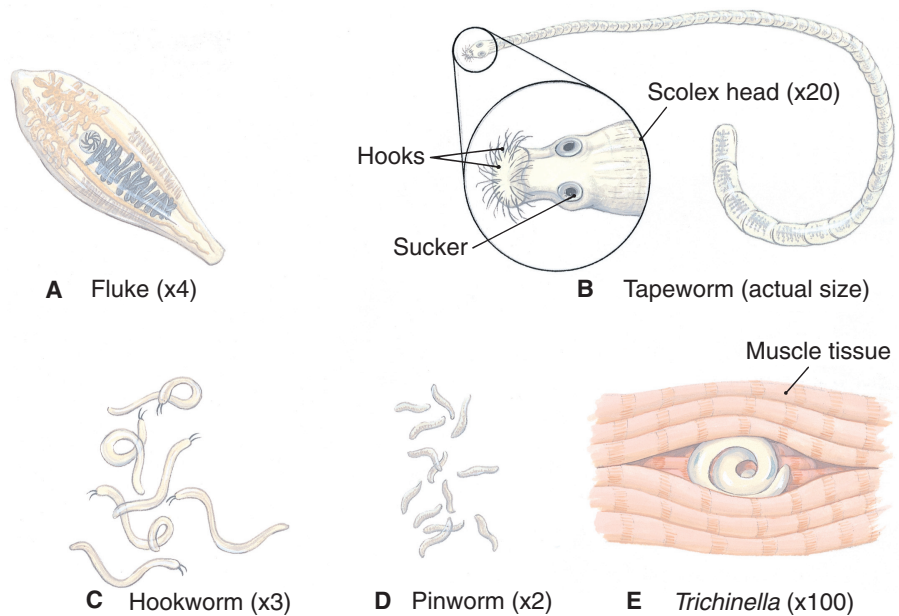 Scolex head (x20)
Hooks
Sucker
A Fluke (x4)
B Tapeworm (actual size)
Muscle tissue
C Hookworm (x3)
D Pinworm (x2)
E Trichinella (x100)